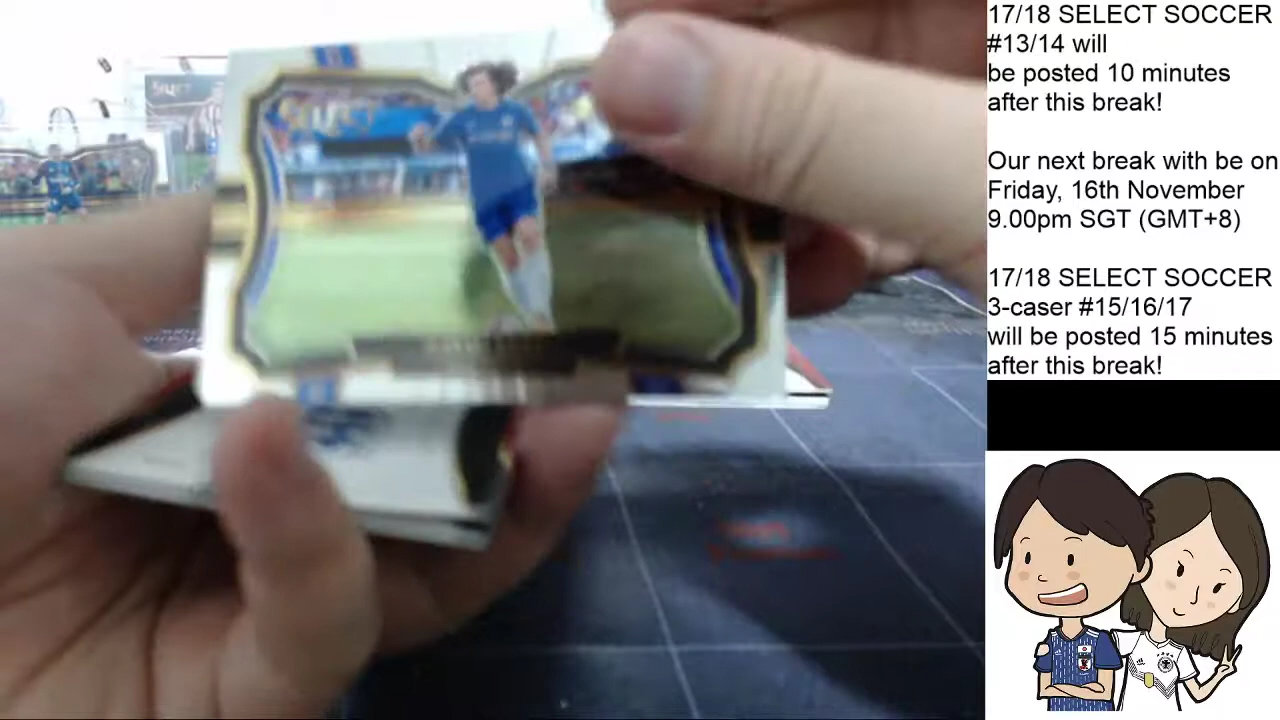 17/18 SELECT SOCCER
#13/14 will
be posted 10 minutes
after this break!
Our next break with be on
Friday, 16th November
9.00pm SGT (GMT+8)
17/18 SELECT SOCCER
3-caser #15/16/17
will be posted 15 minutes
after this break!
SELECT